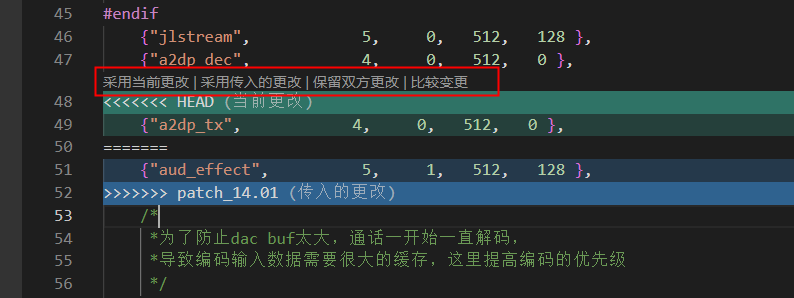 45 #endif
46 {"jlstream", 5, 0, 512, 128 },
47 {"a2dp_dec", 4, 0, 512, 0 },
采用当前更改 | 采用传入的更改 | 保留双方更改 | 比较变更
48 <<<<<<< HEAD (当前更改)
49 {"a2dp_tx", 4, 0, 512, 0 },
50 =======
51 {"aud_effect", 5, 1, 512, 128 },
52 >>>>>>> patch_14.01 (传入的更改)
53 /*
54 *为了防止dac buf太大，通话一开始一直解码，
55 *导致编码输入数据需要很大的缓存，这里提高编码的优先级
56 */